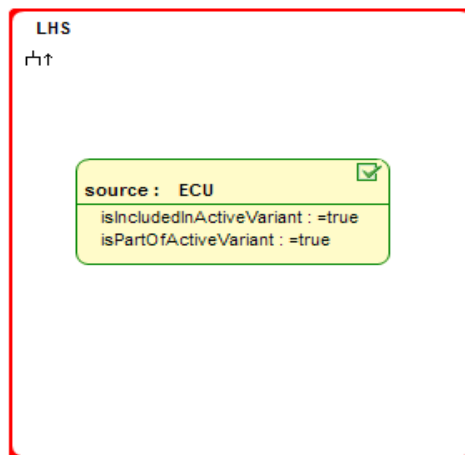 LHS
source : ECU
isIncludedInActiveVariant : =true
isPartOfActiveVariant : =true